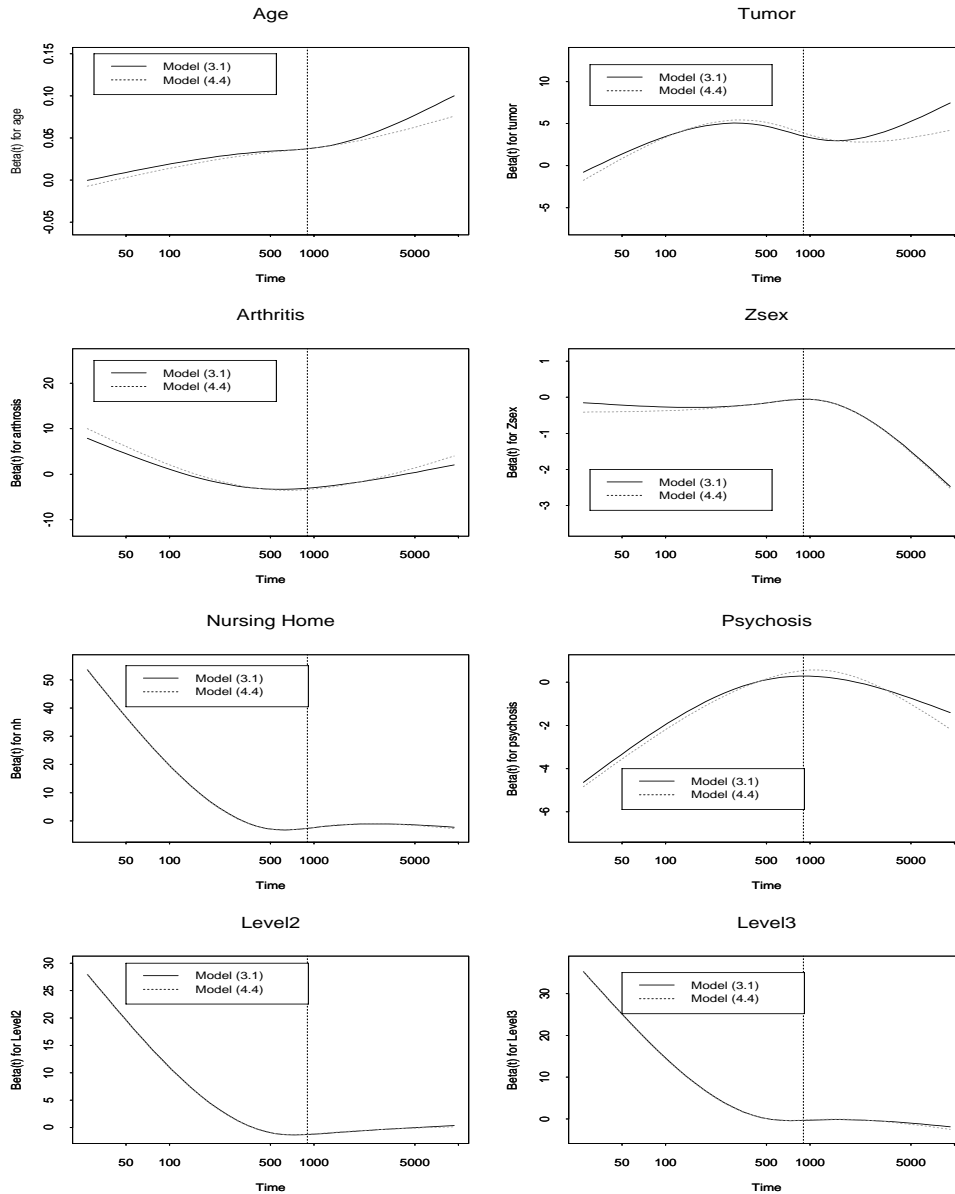 Age
Beta(t) for age
0.15
0.10
0.05
0.0
-0.05
Model (3.1)
Model (4.4)
50 100 500 1000 5000
Time
Tumor
Beta(t) for tumor
10
5
0
-5
Model (3.1)
Model (4.4)
50 100 500 1000 5000
Time
Arthritis
Beta(t) for arthrosis
20
10
0
-10
Model (3.1)
Model (4.4)
50 100 500 1000 5000
Time
Zsex
Beta(t) for Zsex
1
0
-1
-2
-3
Model (3.1)
Model (4.4)
50 100 500 1000 5000
Time
Nursing Home
Beta(t) for nh
50
40
30
20
10
0
Model (3.1)
Model (4.4)
50 100 500 1000 5000
Time
Psychosis
Beta(t) for psychosis
0
-2
-4
-6
Model (3.1)
Model (4.4)
50 100 500 1000 5000
Time
Level2
Beta(t) for Level2
30
25
20
15
10
5
0
Model (3.1)
Model (4.4)
50 100 500 1000 5000
Time
Level3
Beta(t) for Level3
30
20
10
0
Model (3.1)
Model (4.4)
50 100 500 1000 5000
Time